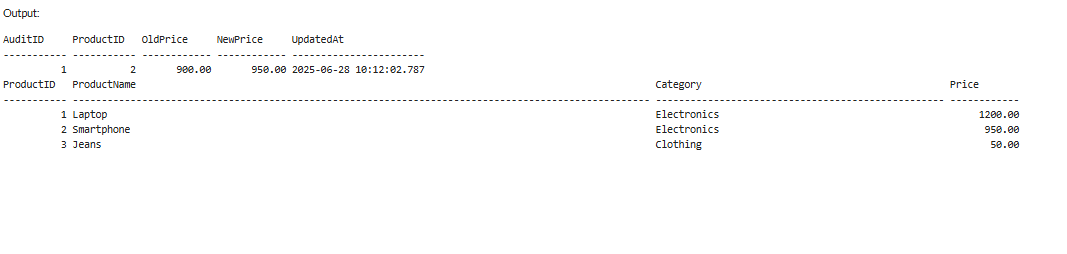 Output:
AuditID ProductID OldPrice NewPrice UpdatedAt
----------- ----------- ------------ ------------ -----------------------
1 2 900.00 950.00 2025-06-28 10:12:02.787
ProductID ProductName Category Price
----------- ---------------------------------------------------------------------------------------------------- -------------------------------------------------- ------------
1 Laptop Electronics 1200.00
2 Smartphone Electronics 950.00
3 Jeans Clothing 50.00